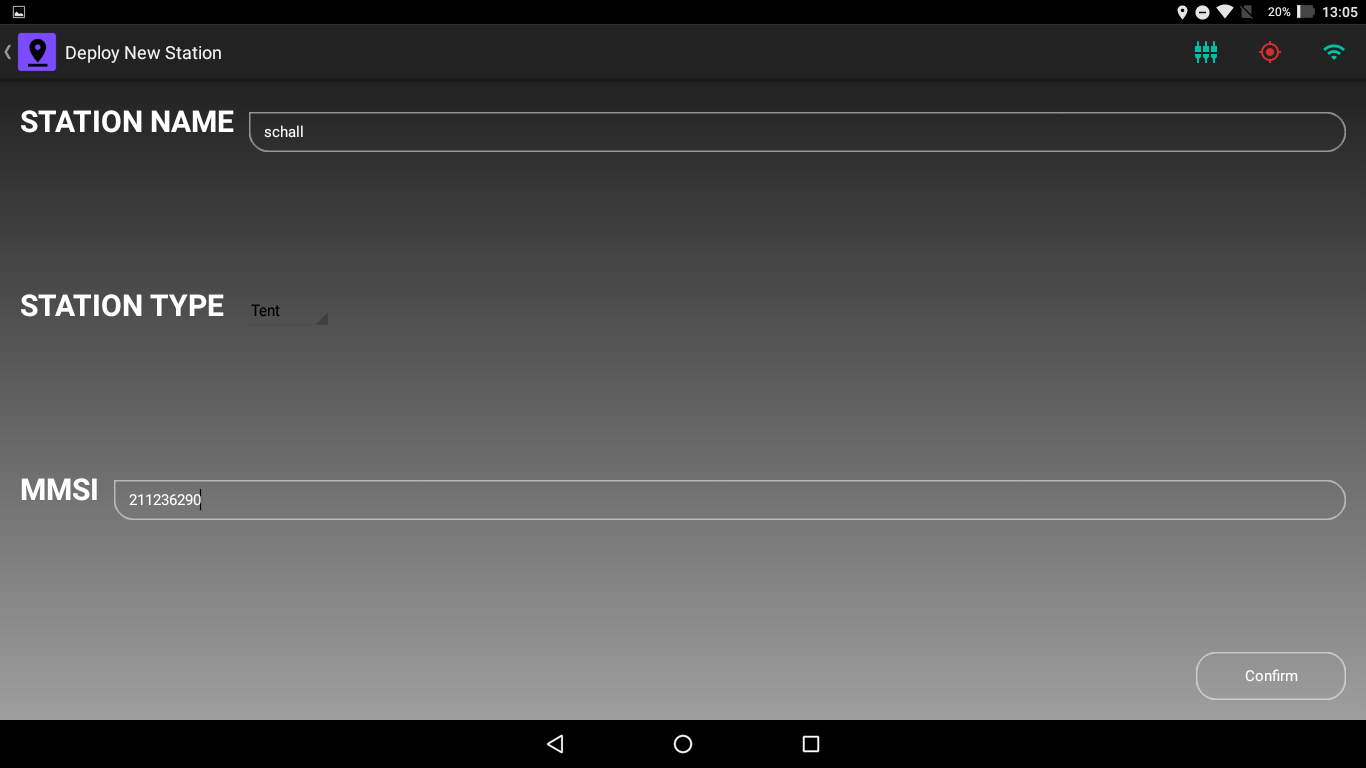 20% 13:05
Deploy New Station
STATION NAME schall
STATION TYPE Tent
MMSI 211236290
Confirm